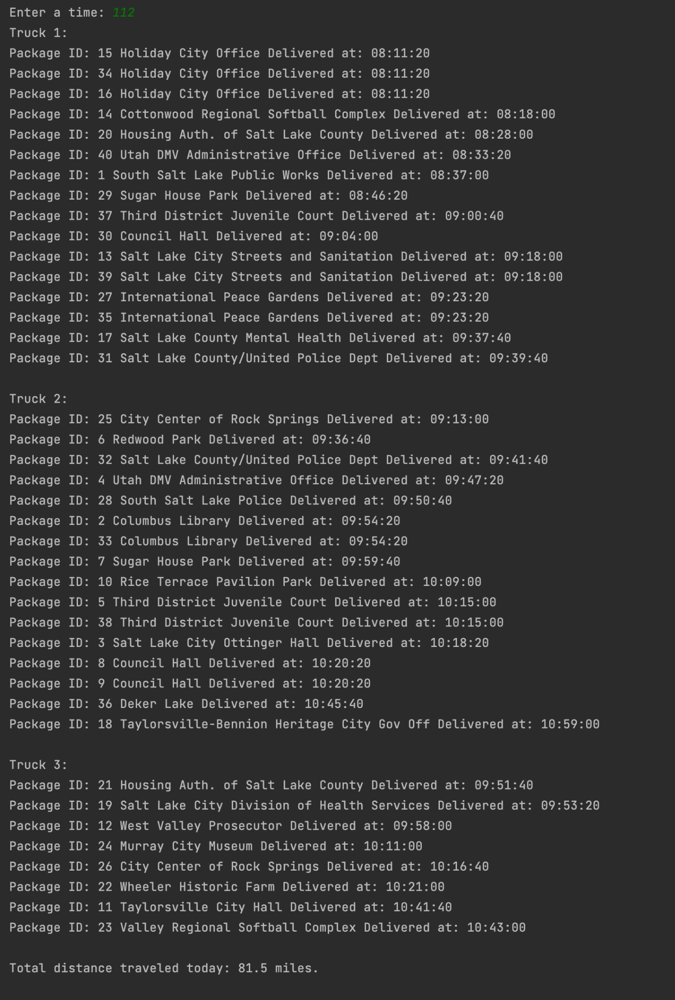 Enter a time: 112
Truck 1:
Package ID: 15 Holiday City Office Delivered at: 08:11:20
Package ID: 34 Holiday City Office Delivered at: 08:11:20
Package ID: 16 Holiday City Office Delivered at: 08:11:20
Package ID: 14 Cottonwood Regional Softball Complex Delivered at: 08:18:00
Package ID: 20 Housing Auth. of Salt Lake County Delivered at: 08:28:00
Package ID: 40 Utah DMV Administrative Office Delivered at: 08:33:20
Package ID: 1 South Salt Lake Public Works Delivered at: 08:37:00
Package ID: 29 Sugar House Park Delivered at: 08:46:20
Package ID: 37 Third District Juvenile Court Delivered at: 09:00:40
Package ID: 30 Council Hall Delivered at: 09:04:00
Package ID: 13 Salt Lake City Streets and Sanitation Delivered at: 09:18:00
Package ID: 39 Salt Lake City Streets and Sanitation Delivered at: 09:18:00
Package ID: 27 International Peace Gardens Delivered at: 09:23:20
Package ID: 35 International Peace Gardens Delivered at: 09:23:20
Package ID: 17 Salt Lake County Mental Health Delivered at: 09:37:40
Package ID: 31 Salt Lake County/United Police Dept Delivered at: 09:39:40

Truck 2:
Package ID: 25 City Center of Rock Springs Delivered at: 09:13:00
Package ID: 6 Redwood Park Delivered at: 09:36:40
Package ID: 32 Salt Lake County/United Police Dept Delivered at: 09:41:40
Package ID: 4 Utah DMV Administrative Office Delivered at: 09:47:20
Package ID: 28 South Salt Lake Police Delivered at: 09:50:40
Package ID: 2 Columbus Library Delivered at: 09:54:20
Package ID: 33 Columbus Library Delivered at: 09:54:20
Package ID: 7 Sugar House Park Delivered at: 09:59:40
Package ID: 10 Rice Terrace Pavilion Park Delivered at: 10:09:00
Package ID: 5 Third District Juvenile Court Delivered at: 10:15:00
Package ID: 38 Third District Juvenile Court Delivered at: 10:15:00
Package ID: 3 Salt Lake City Ottinger Hall Delivered at: 10:18:20
Package ID: 8 Council Hall Delivered at: 10:20:20
Package ID: 9 Council Hall Delivered at: 10:20:20
Package ID: 36 Deker Lake Delivered at: 10:45:40
Package ID: 18 Taylorsville-Bennion Heritage City Gov Off Delivered at: 10:59:00

Truck 3:
Package ID: 21 Housing Auth. of Salt Lake County Delivered at: 09:51:40
Package ID: 19 Salt Lake City Division of Health Services Delivered at: 09:53:20
Package ID: 12 West Valley Prosecutor Delivered at: 09:58:00
Package ID: 24 Murray City Museum Delivered at: 10:11:00
Package ID: 26 City Center of Rock Springs Delivered at: 10:16:40
Package ID: 22 Wheeler Historic Farm Delivered at: 10:21:00
Package ID: 11 Taylorsville City Hall Delivered at: 10:41:40
Package ID: 23 Valley Regional Softball Complex Delivered at: 10:43:00

Total distance traveled today: 81.5 miles.